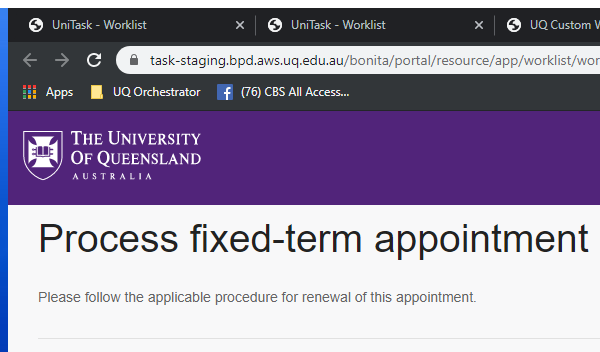 UniTask - Worklist
UniTask - Worklist
UQ Custom W
task-staging.bpd.aws.uq.edu.au/bonita/portal/resource/app/worklist/wor
Apps
UQ Orchestrator
(76) CBS All Access...
THE UNIVERSITY
OF QUEENSLAND
AUSTRALIA
Process fixed-term appointment
Please follow the applicable procedure for renewal of this appointment.